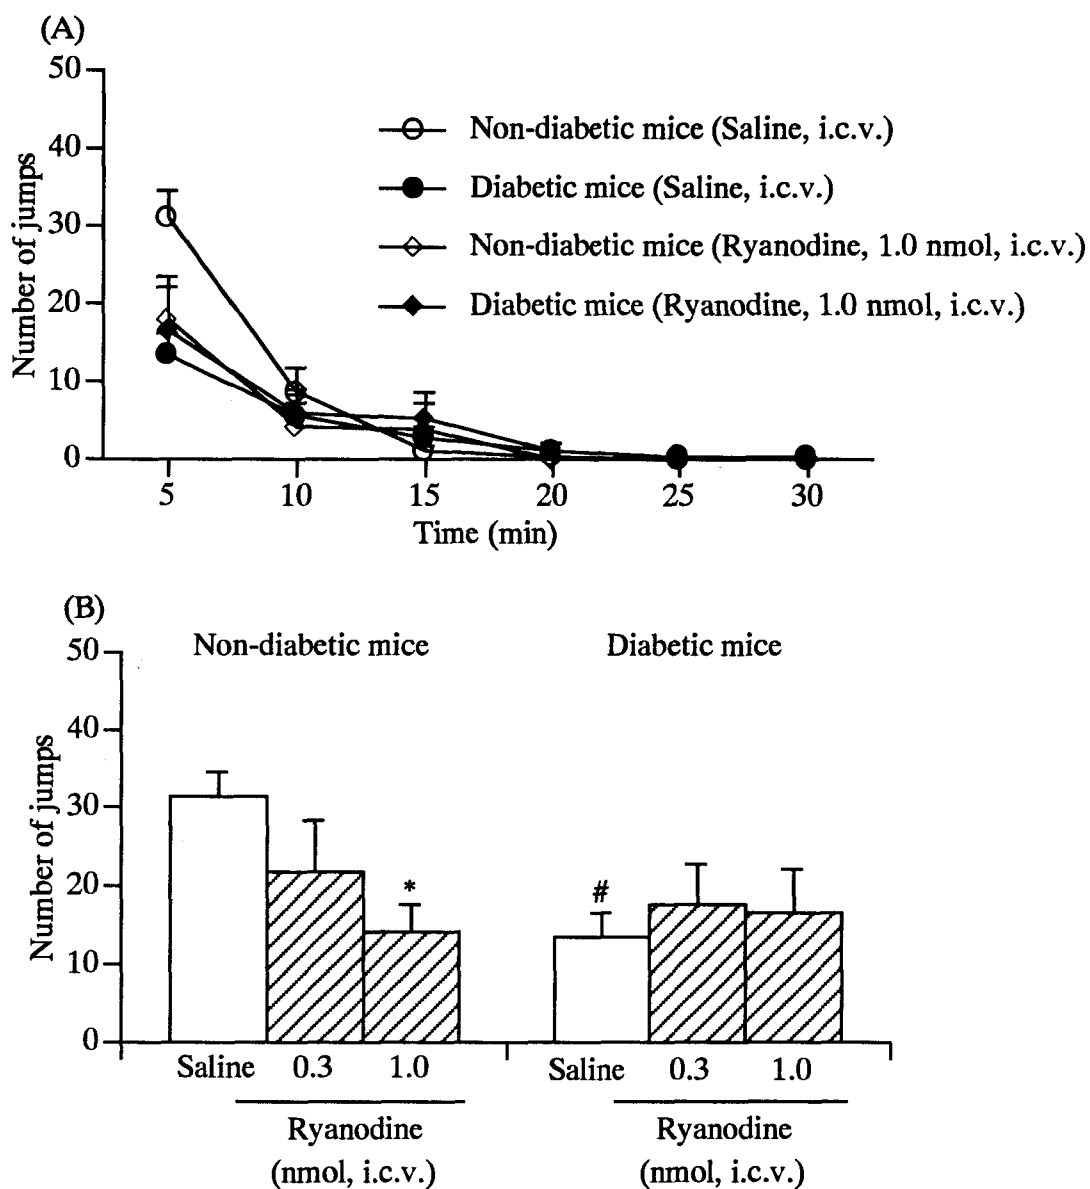 (A)
50
40
30
20
10
0
Number of jumps
Non-diabetic mice (Saline, i.c.v.)
Diabetic mice (Saline, i.c.v.)
Non-diabetic mice (Ryanodine, 1.0 nmol, i.c.v.)
Diabetic mice (Ryanodine, 1.0 nmol, i.c.v.)
5 10 15 20 25 30
Time (min)
(B)
Non-diabetic mice Diabetic mice
50
40
30
20
10
0
Number of jumps
*
#
Saline 0.3 1.0 Saline 0.3 1.0
Ryanodine Ryanodine
(nmol, i.c.v.) (nmol, i.c.v.)